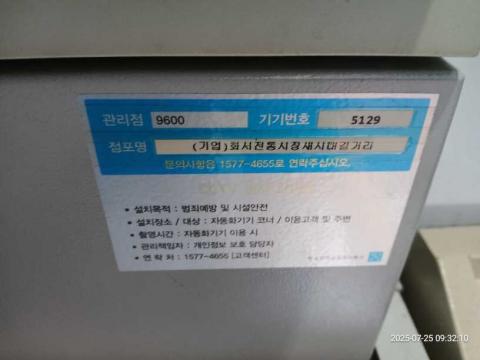 관리점 9600 기기번호 5129
점포명 (기업)화서전통시장새시대길거리
문의사항은 1577-4655로 연락주십시오.
• 설치목적 : 범죄예방 및 시설안전
• 설치장소 / 대상 : 자동화기기 코너 / 이용고객 및 주변
• 촬영시간 : 자동화기기 이용 시
• 관리책임자 : 개인정보 보호 담당자
• 연 락 처 : 1577-4655 [고객센터]
2025-07-25 09:32:10